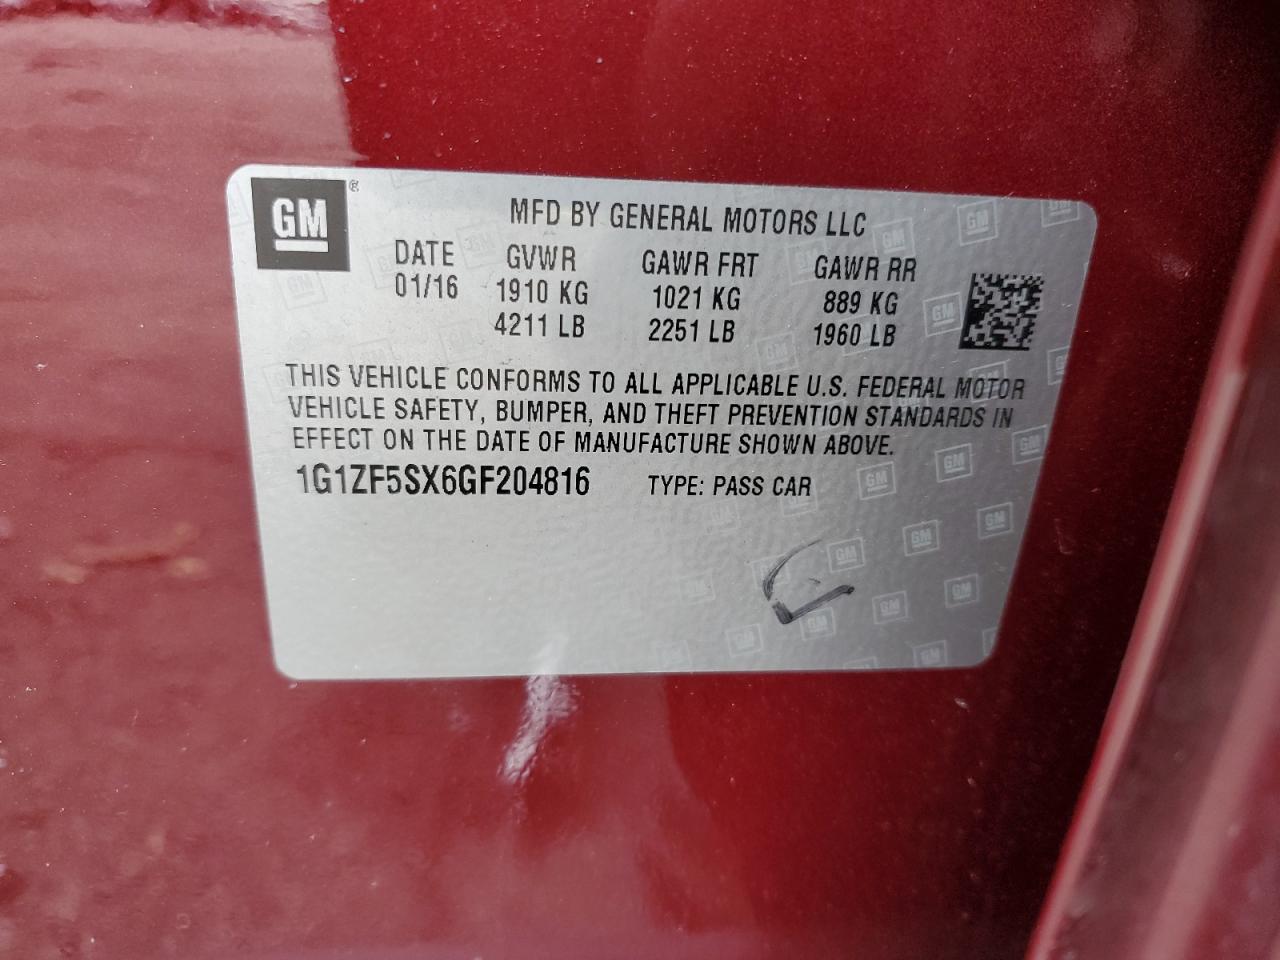 GM ®
MFD BY GENERAL MOTORS LLC
DATE GVWR GAWR FRT GAWR RR
01/16 1910 KG 1021 KG 889 KG
4211 LB 2251 LB 1960 LB
THIS VEHICLE CONFORMS TO ALL APPLICABLE U.S. FEDERAL MOTOR
VEHICLE SAFETY, BUMPER, AND THEFT PREVENTION STANDARDS IN
EFFECT ON THE DATE OF MANUFACTURE SHOWN ABOVE.
1G1ZF5SX6GF204816 TYPE: PASS CAR